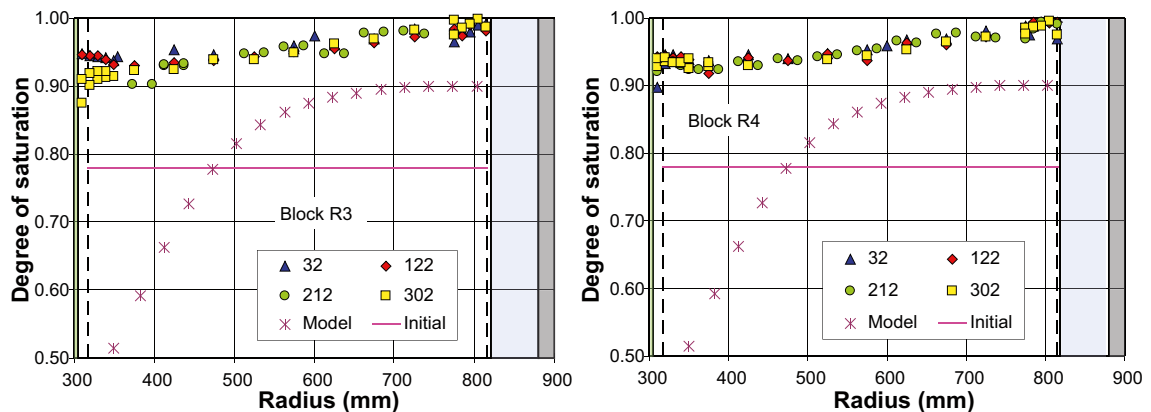 Degree of saturation
1.00
0.90
0.80
0.70
0.60
0.50
Block R3
32
122
212
302
Model
Initial
300 400 500 600 700 800 900
Radius (mm)
Degree of saturation
1.00
0.90
0.80
0.70
0.60
0.50
Block R4
32
122
212
302
Model
Initial
300 400 500 600 700 800 900
Radius (mm)